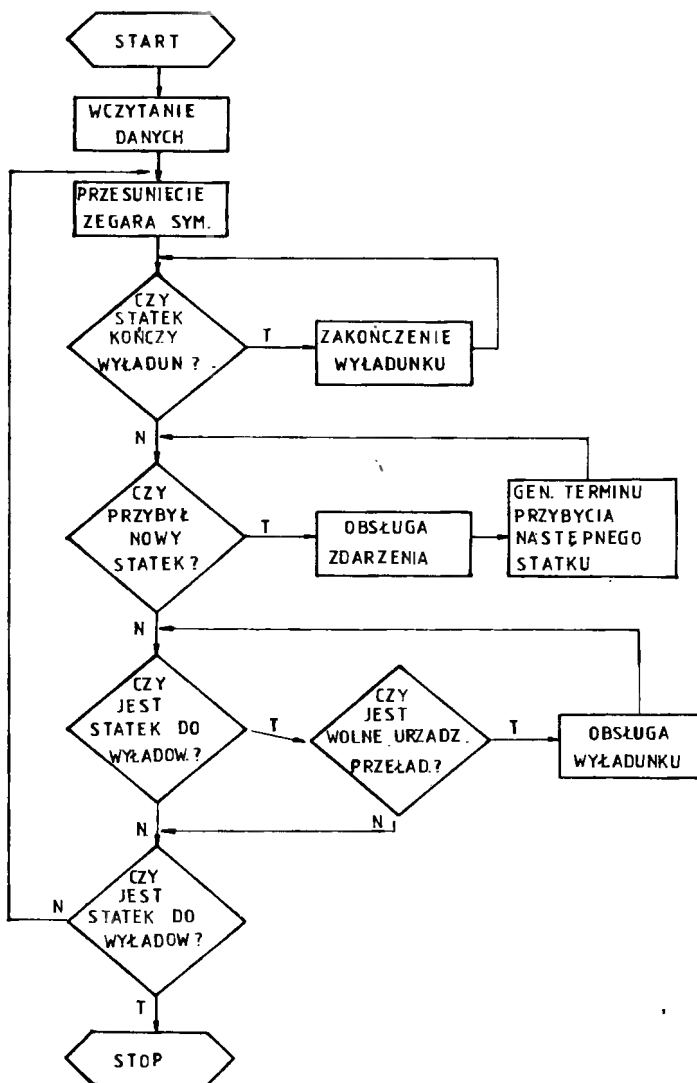 START
WCZYTANIE
DANYCH
PRZESUNIĘCIE
ZEGARA SYM.
CZY
STATEK
KOŃCZY
WYŁADUN ?
T
ZAKOŃCZENIE
WYŁADUNKU
N
CZY
PRZYBYŁ
NOWY
STATEK?
T
OBSŁUGA
ZDARZENIA
GEN. TERMINU
PRZYBYCIA
NASTĘPNEGO
STATKU
N
CZY
JEST
STATEK DO
WYŁADOW.?
T
CZY
JEST
WOLNE URZADZ.
PRZEŁAD.?
T
OBSŁUGA
WYŁADUNKU
N
N
CZY
JEST
STATEK DO
WYŁADOW?
N
T
STOP